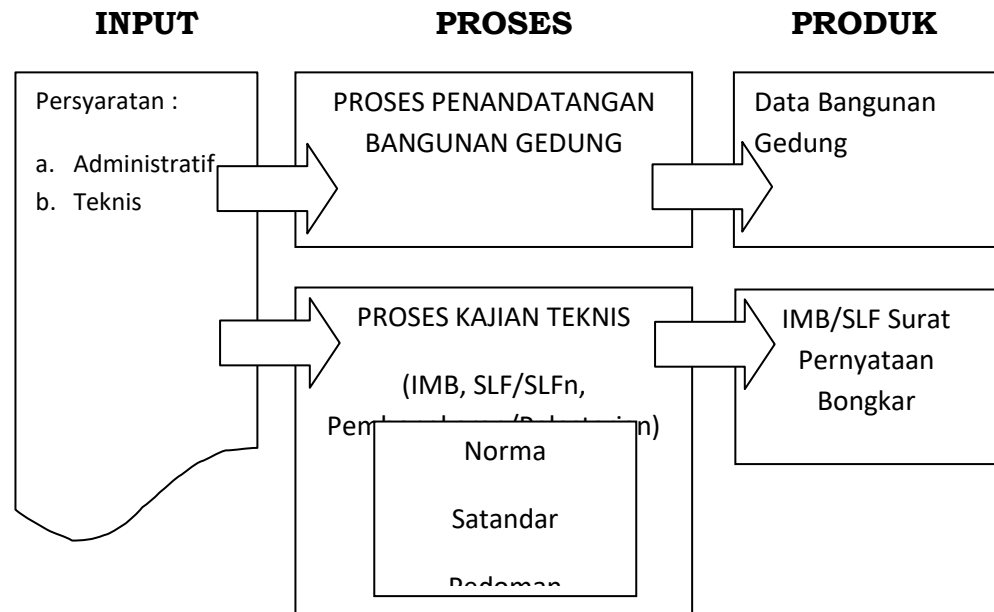 INPUT
PROSES
PRODUK
Persyaratan :
a. Administratif
b. Teknis
PROSES PENANDATANGAN
BANGUNAN GEDUNG
Data Bangunan
Gedung
PROSES KAJIAN TEKNIS
(IMB, SLF/SLFn,
Norma
Satandar
Pedoman
IMB/SLF Surat
Pernyataan
Bongkar